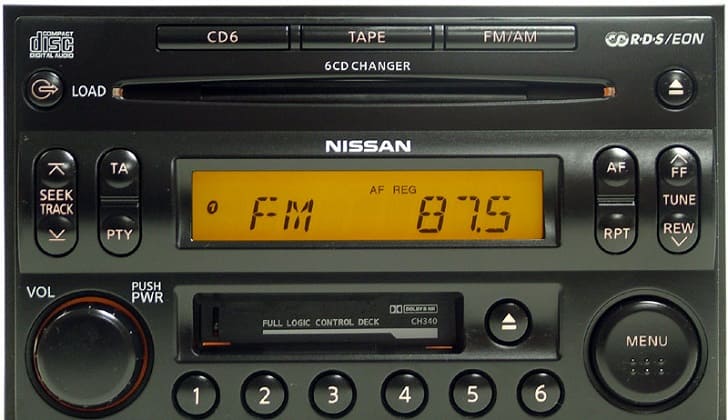 COMPACT
disc
DIGITAL AUDIO
CD6
TAPE
FM/AM
R·D·S/EON
6CD CHANGER
LOAD
NISSAN
SEEK
TRACK
TA
PTY
1
FM
AF REG
87.5
AF
RPT
FF
TUNE
REW
VOL
PUSH
PWR
FULL LOGIC CONTROL DECK
DOLBY B NR
CH340
MENU
1
2
3
4
5
6